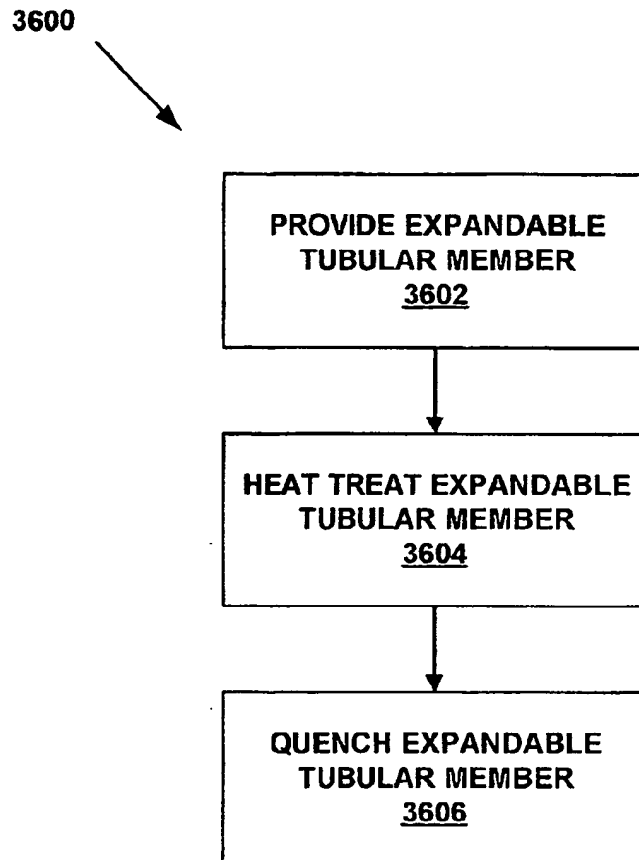 3600
PROVIDE EXPANDABLE
TUBULAR MEMBER
3602
HEAT TREAT EXPANDABLE
TUBULAR MEMBER
3604
QUENCH EXPANDABLE
TUBULAR MEMBER
3606